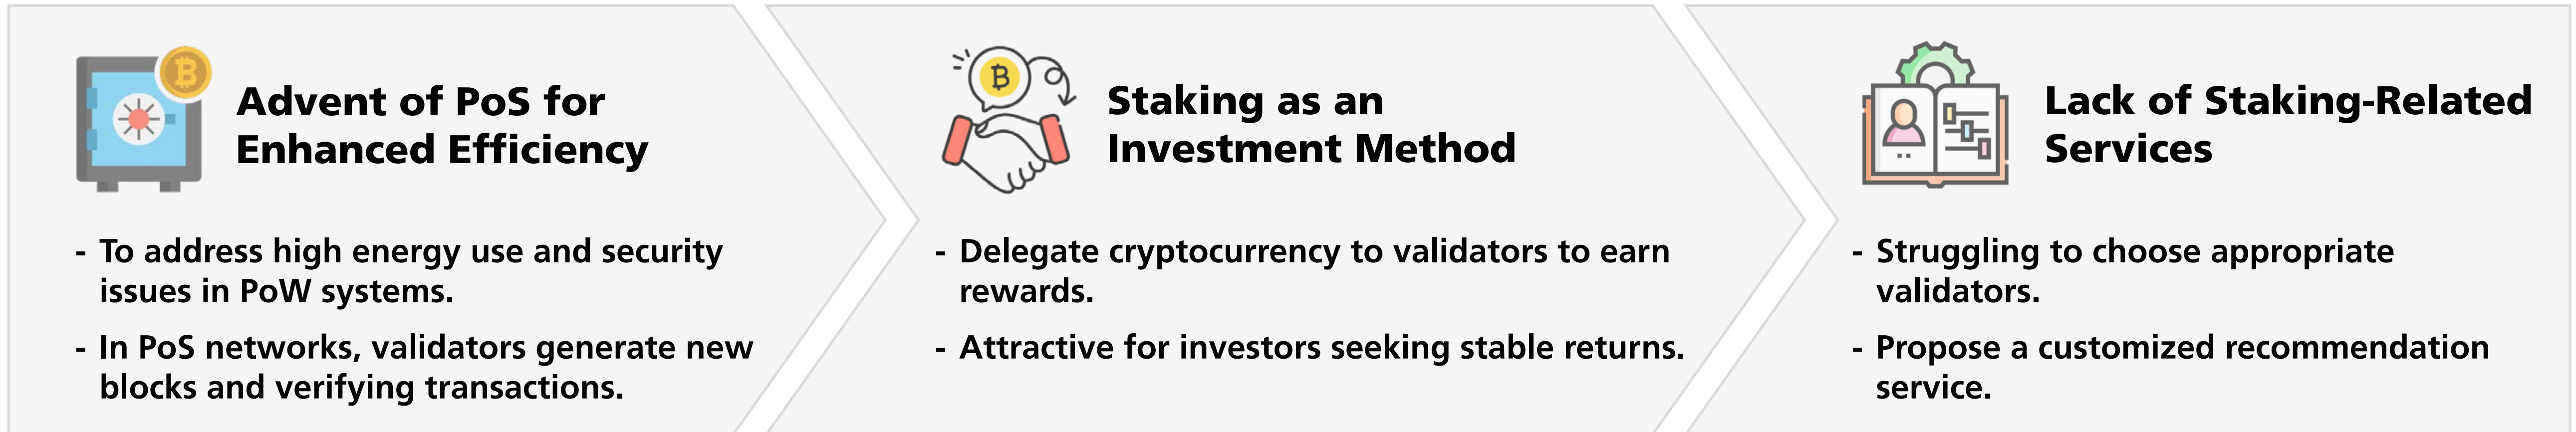 Advent of PoS for
Enhanced Efficiency
- To address high energy use and security
issues in PoW systems.
- In PoS networks, validators generate new
blocks and verifying transactions.
Staking as an
Investment Method
- Delegate cryptocurrency to validators to earn
rewards.
- Attractive for investors seeking stable returns.
Lack of Staking-Related
Services
- Struggling to choose appropriate
validators.
- Propose a customized recommendation
service.